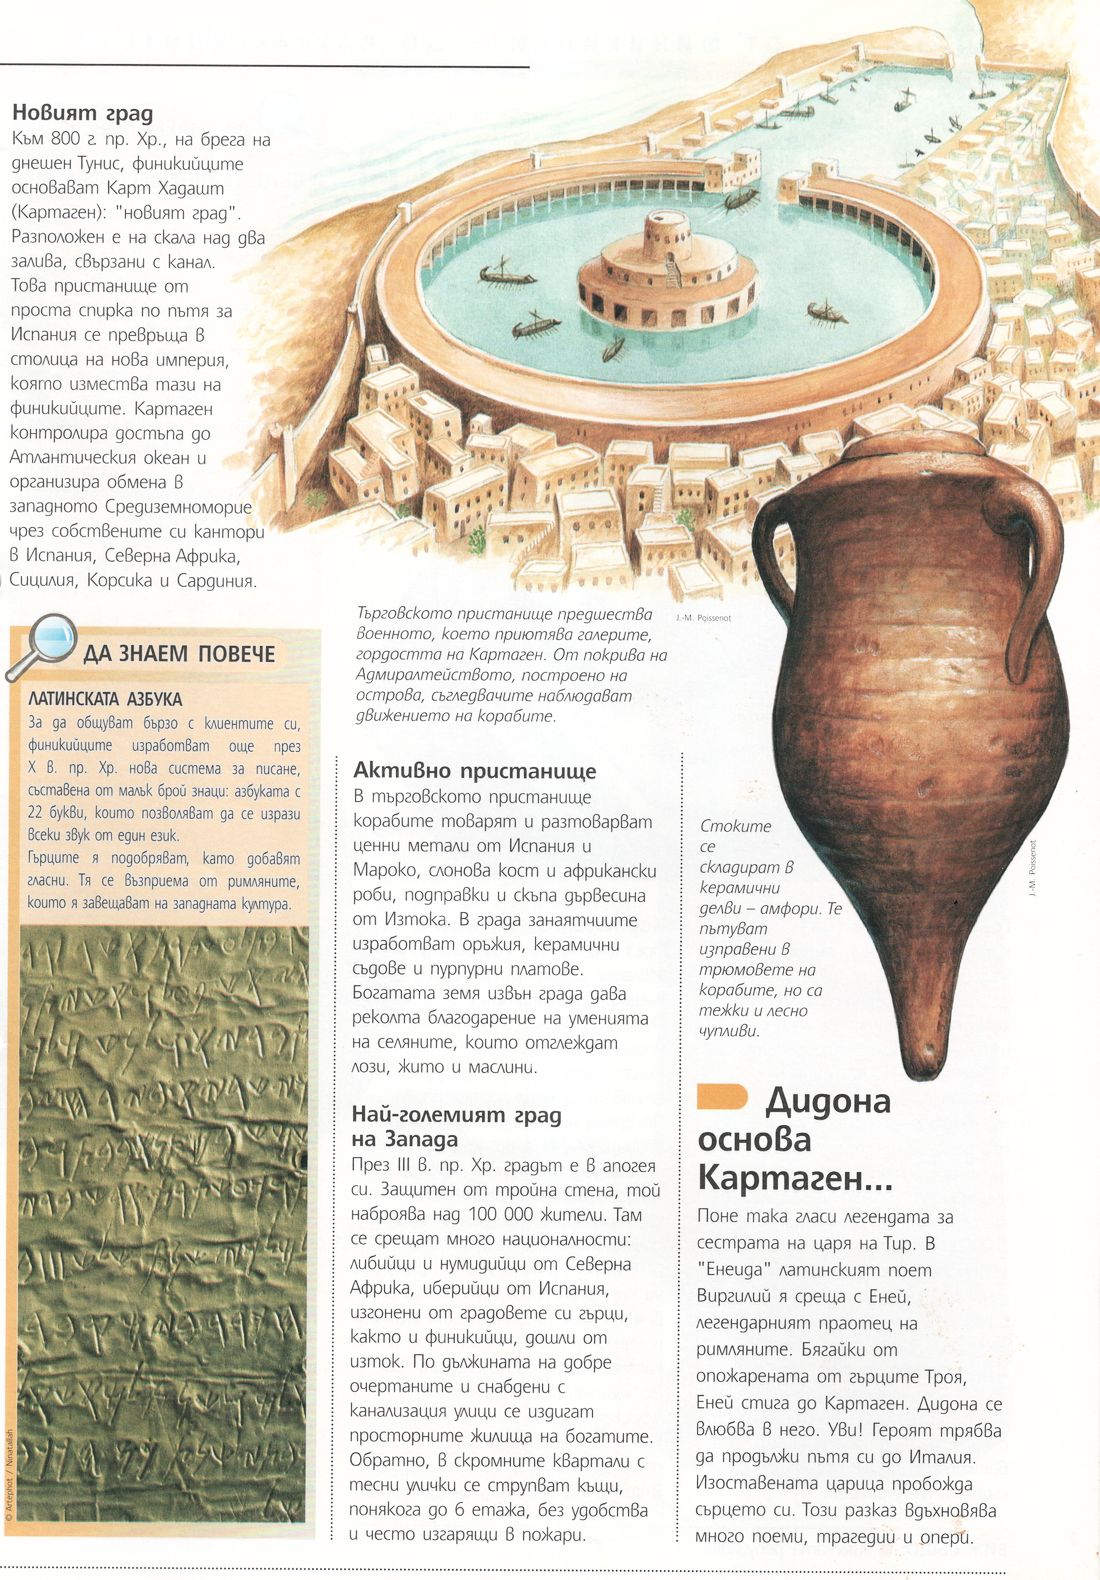 Новият град
Към 800 г. пр. Хр., на брега на
днешен Тунис, финикийците
основават Карт Хадашт
(Картаген): "новият град".
Разположен е на скала над два
залива, свързани с канал.
Това пристанище от
проста спирка по пътя за
Испания се превръща в
столица на нова империя,
която измества тази на
финикийците. Картаген
контролира достъпа до
Атлантическия океан и
организира обмена в
западното Средиземноморие
чрез собствените си кантори
в Испания, Северна Африка,
Сицилия, Корсика и Сардиния.
Търговското пристанище предшества
военното, което приютява галерите,
гордостта на Картаген. От покрива на
Адмиралтейството, построено на
острова, съгледвачите наблюдават
движението на корабите.
J.-M. Poissenot
ДА ЗНАЕМ ПОВЕЧЕ
ЛАТИНСКАТА АЗБУКА
За да общуват бързо с клиентите си,
финикийците изработват още през
X в. пр. Хр. нова система за писане,
съставена от малък брой знаци: азбуката с
22 букви, които позволяват да се изрази
всеки звук от един език.
Гърците я подобряват, като добавят
гласни. Тя се възприема от римляните,
които я завещават на западната култура.
© Artephot / Ninatallah
Активно пристанище
В търговското пристанище
корабите товарят и разтоварват
ценни метали от Испания и
Мароко, слонова кост и африкански
роби, подправки и скъпа дървесина
от Изтока. В града занаятчиите
изработват оръжия, керамични
съдове и пурпурни платове.
Богатата земя извън града дава
реколта благодарение на уменията
на селяните, които отглеждат
лози, жито и маслини.
Най-големият град
на Запада
През III в. пр. Хр. градът е в апогея
си. Защитен от тройна стена, той
наброява над 100 000 жители. Там
се срещат много националности:
либийци и нумидийци от Северна
Африка, иберийци от Испания,
изгонени от градовете си гърци,
както и финикийци, дошли от
изток. По дължината на добре
очертаните и снабдени с
канализация улици се издигат
просторните жилища на богатите.
Обратно, в скромните квартали с
тесни улички се струпват къщи,
понякога до 6 етажа, без удобства
и често изгарящи в пожари.
Стоките
се
складират в
керамични
делви – амфори. Те
пътуват
изправени в
трюмовете на
корабите, но са
тежки и лесно
чупливи.
J.-M. Poissenot
Дидона
основа
Картаген...
Поне така гласи легендата за
сестрата на царя на Тир. В
"Енеида" латинският поет
Виргилий я среща с Еней,
легендарният праотец на
римляните. Бягайки от
опожарената от гърците Троя,
Еней стига до Картаген. Дидона се
влюбва в него. Уви! Героят трябва
да продължи пътя си до Италия.
Изоставената царица пробожда
сърцето си. Този разказ вдъхновява
много поеми, трагедии и опери.